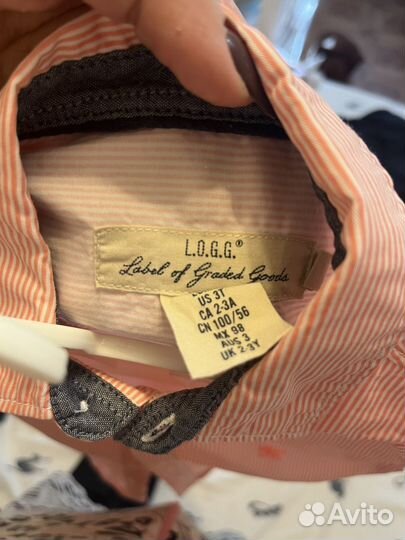 L.O.G.G.®
Label of Graded Goods
US 3T
CA 2-3A
CN 100/56
MX 98
AUS 3
UK 2-3Y
Avito